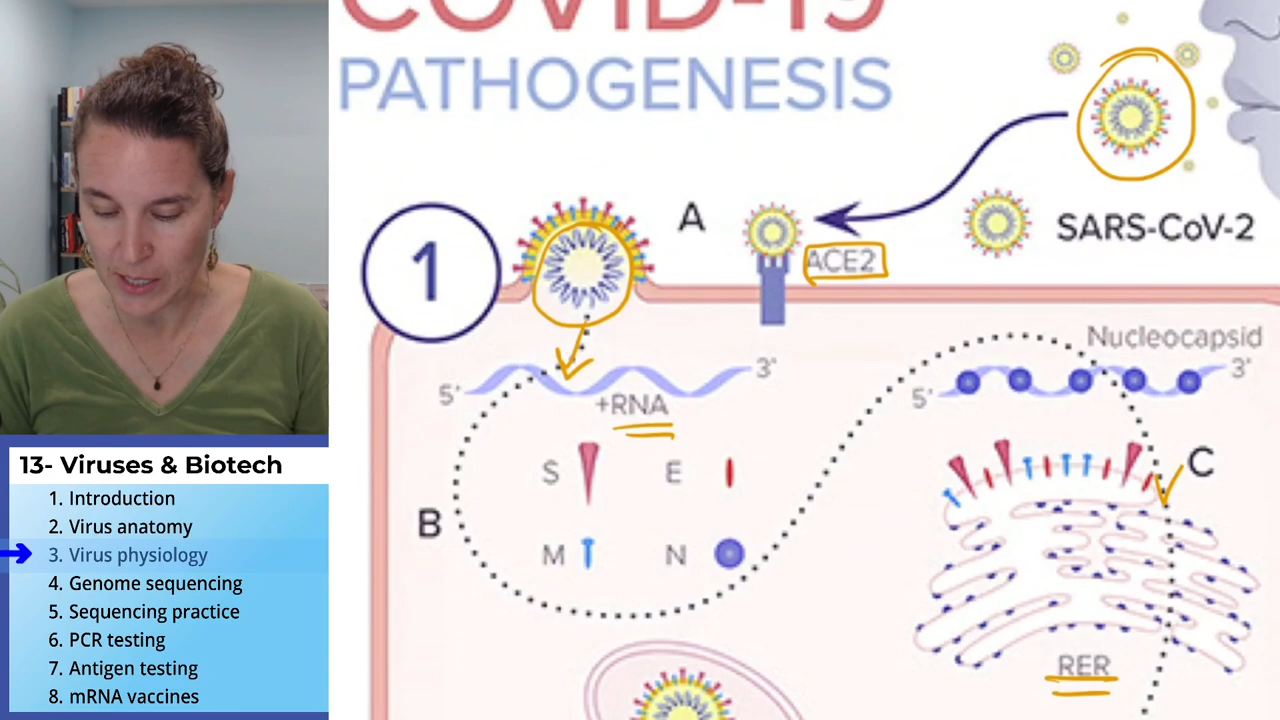 COVID-19
PATHOGENESIS
A
SARS-CoV-2
1
ACE2
Nucleocapsid
5'
3'
+RNA
5'
3'
S
E
C
B
M
N
RER
13- Viruses & Biotech
1. Introduction
2. Virus anatomy
3. Virus physiology
4. Genome sequencing
5. Sequencing practice
6. PCR testing
7. Antigen testing
8. mRNA vaccines